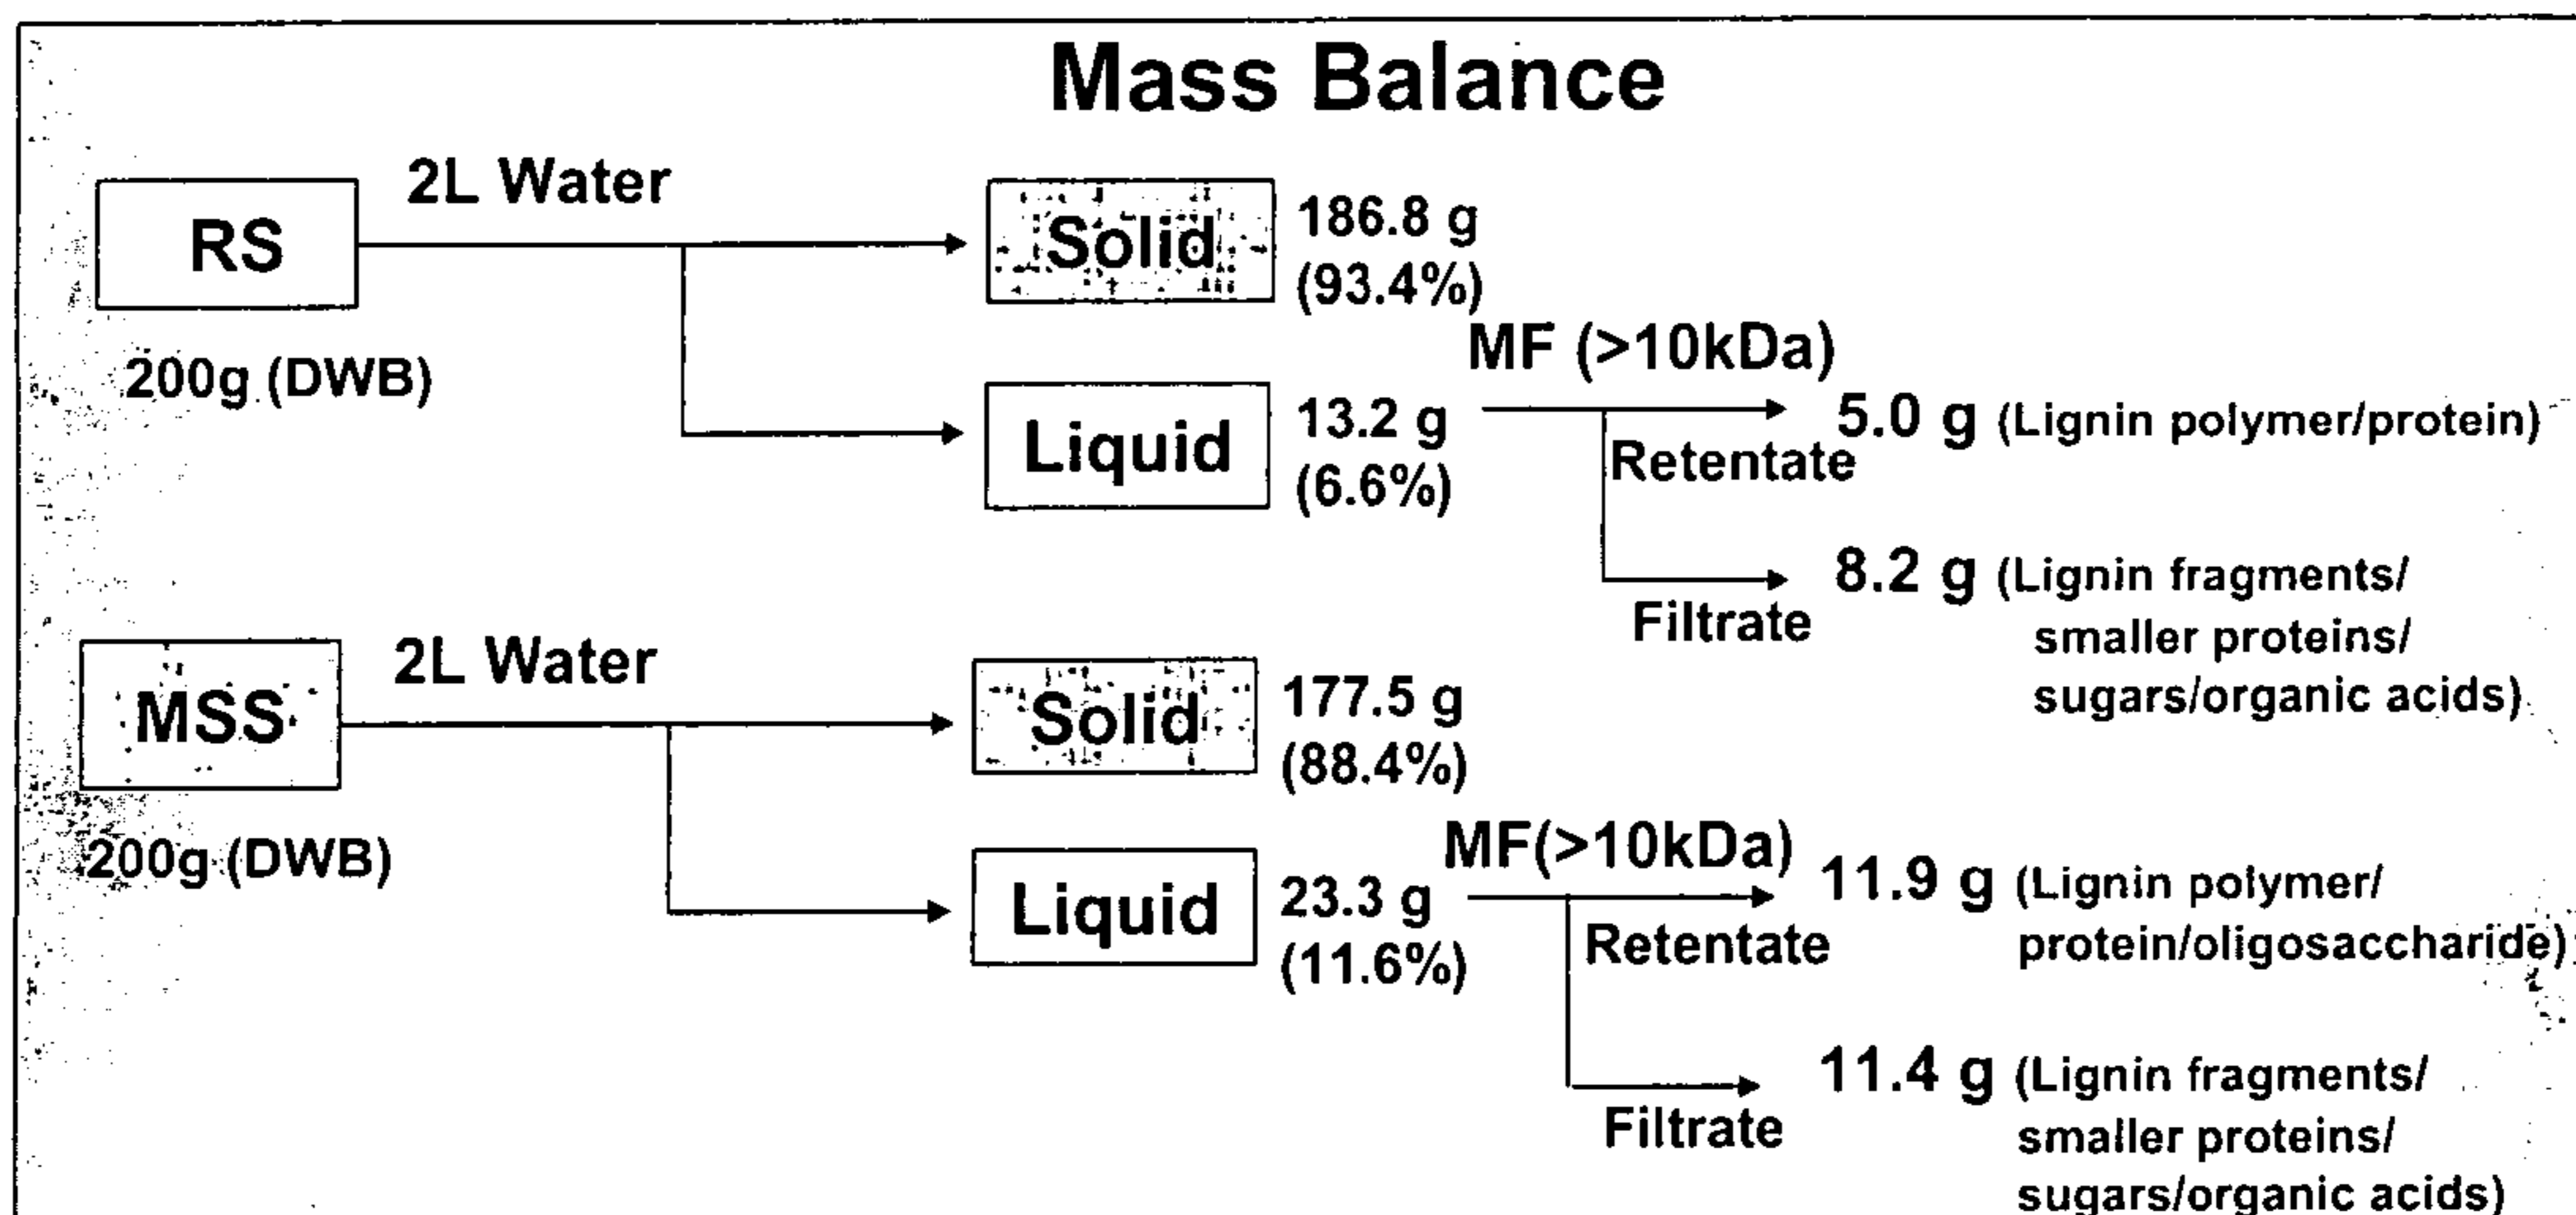 Mass Balance
2L Water
RS
Solid
186.8 g
(93.4%)
200g (DWB)
MF (>10kDa)
Liquid
13.2 g
(6.6%)
Retentate
5.0 g (Lignin polymer/protein)
Filtrate
8.2 g (Lignin fragments/
smaller proteins/
sugars/organic acids)
2L Water
MSS
Solid
177.5 g
(88.4%)
200g (DWB)
MF(>10kDa)
Liquid
23.3 g
(11.6%)
Retentate
11.9 g (Lignin polymer/
protein/oligosaccharide)
Filtrate
11.4 g (Lignin fragments/
smaller proteins/
sugars/organic acids)